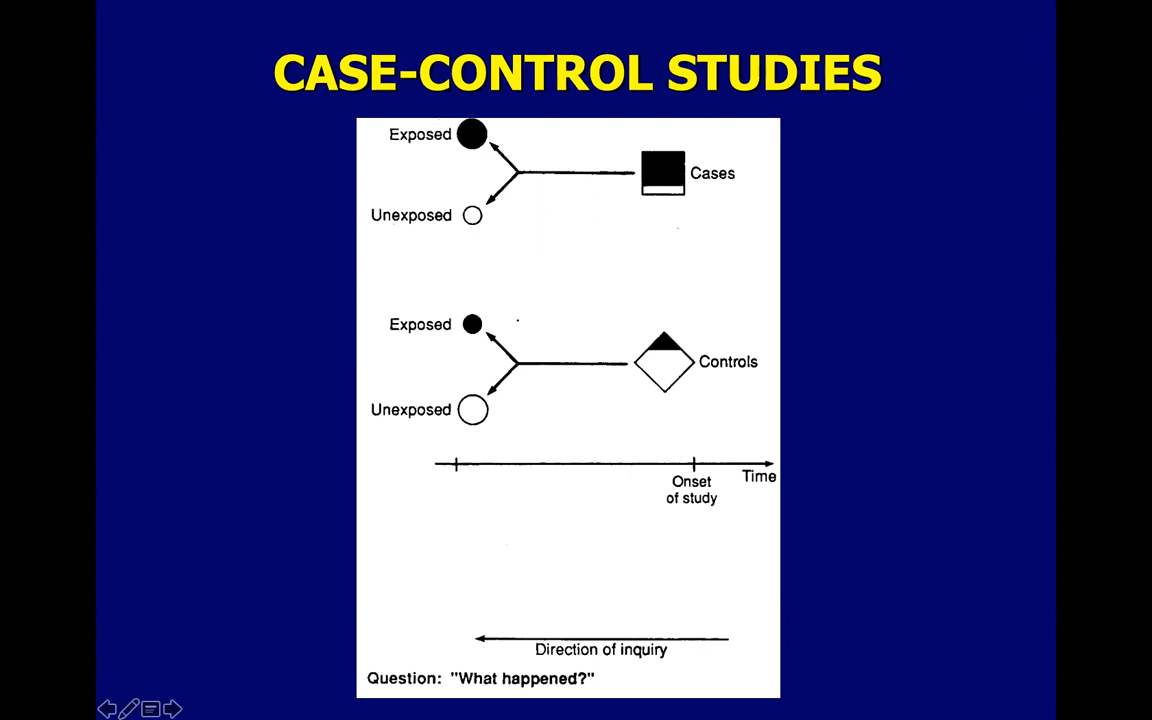 CASE-CONTROL STUDIES
Exposed
Cases
Unexposed
Exposed
Controls
Unexposed
Time
Onset
of study
Direction of inquiry
Question: "What happened?"